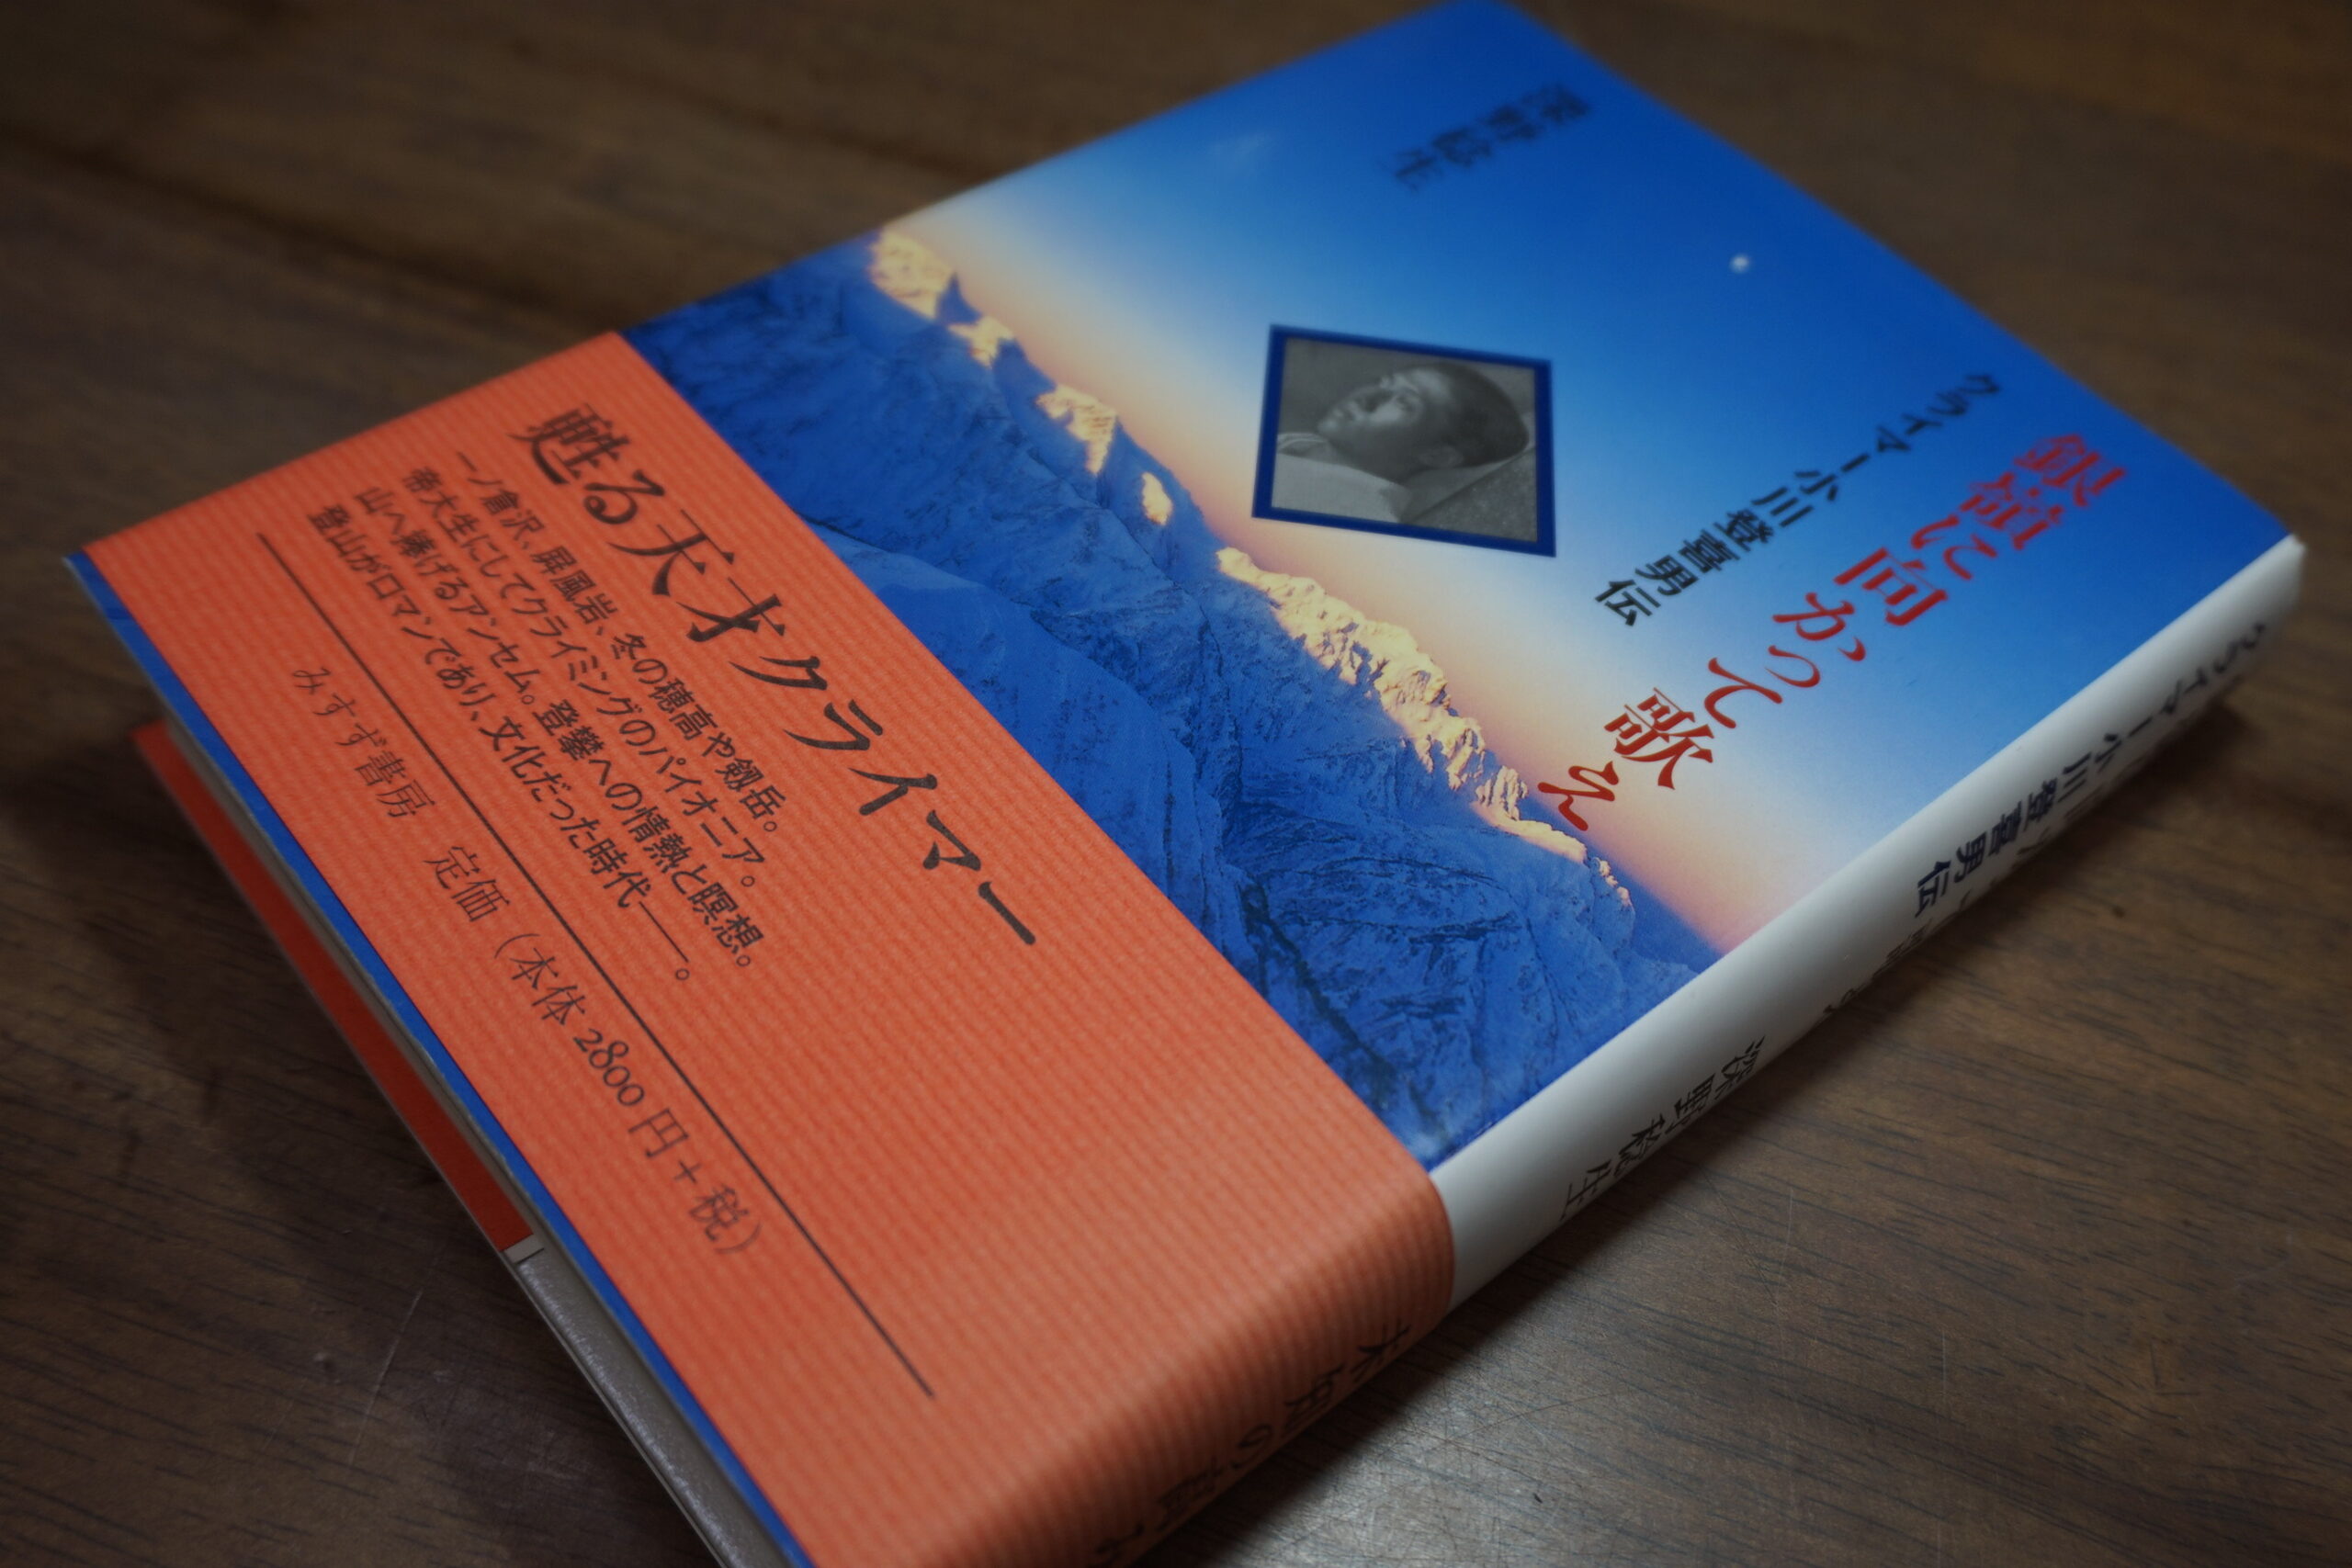 銀嶺に向かって歌え
クライマー小川登喜男伝
深野稔生
甦る天才クライマー
一ノ倉沢、屏風岩、冬の穂高や剱岳。
帝大生にしてクライミングのパイオニア。
山へ捧げるアンセム。登攀への情熱と瞑想。
登山がロマンであり、文化だった時代──。
みすず書房 定価（本体2800円+税）
クライマー小川登喜男伝
深野稔生